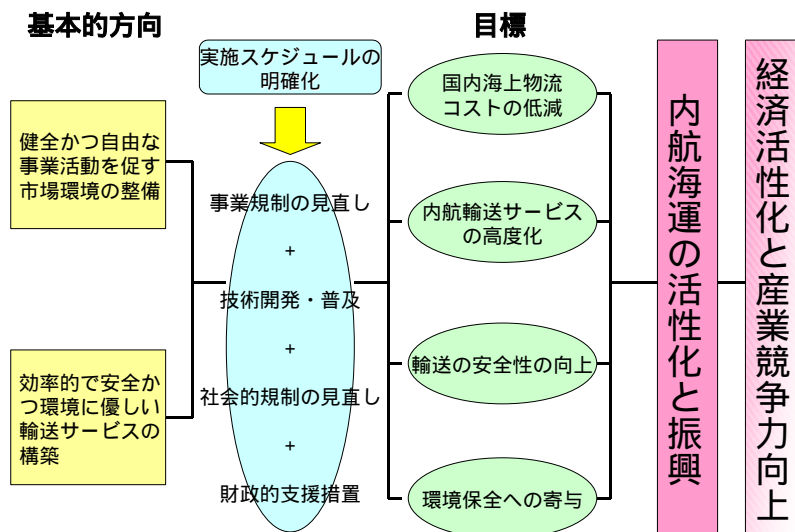 基本的方向
健全かつ自由な
事業活動を促す
市場環境の整備
効率的で安全か
つ環境に優しい
輸送サービスの
構築
実施スケジュールの
明確化
事業規制の見直し
+
技術開発・普及
+
社会的規制の見直し
+
財政的支援措置
目標
国内海上物流
コストの低減
内航輸送サービス
の高度化
輸送の安全性の向上
環境保全への寄与
内航海運の活性化と振興
経済活性化と産業競争力向上